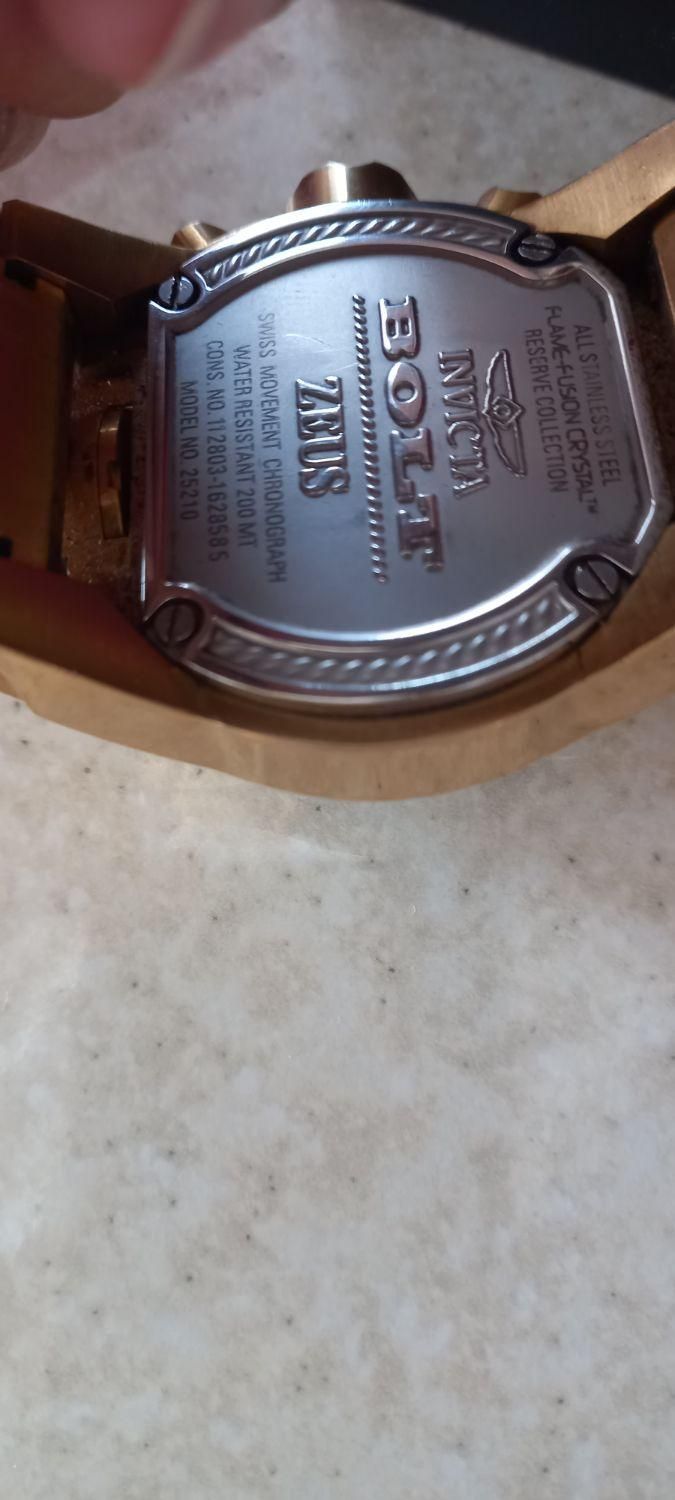 ALL STAINLESS STEEL
FLAME-FUSION CRYSTAL™
RESERVE COLLECTION
INVICTA
BOLT
ZEUS
SWISS MOVEMENT CHRONOGRAPH
WATER RESISTANT 200 MT
CONS. NO. 112803-1628585
MODEL NO. 25210